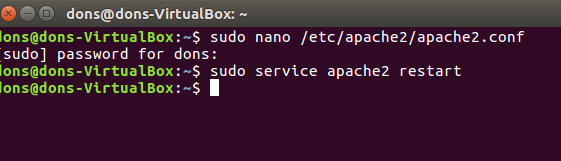 dons@dons-VirtualBox: ~
dons@dons-VirtualBox:~$ sudo nano /etc/apache2/apache2.conf
[sudo] password for dons:
dons@dons-VirtualBox:~$ sudo service apache2 restart
dons@dons-VirtualBox:~$